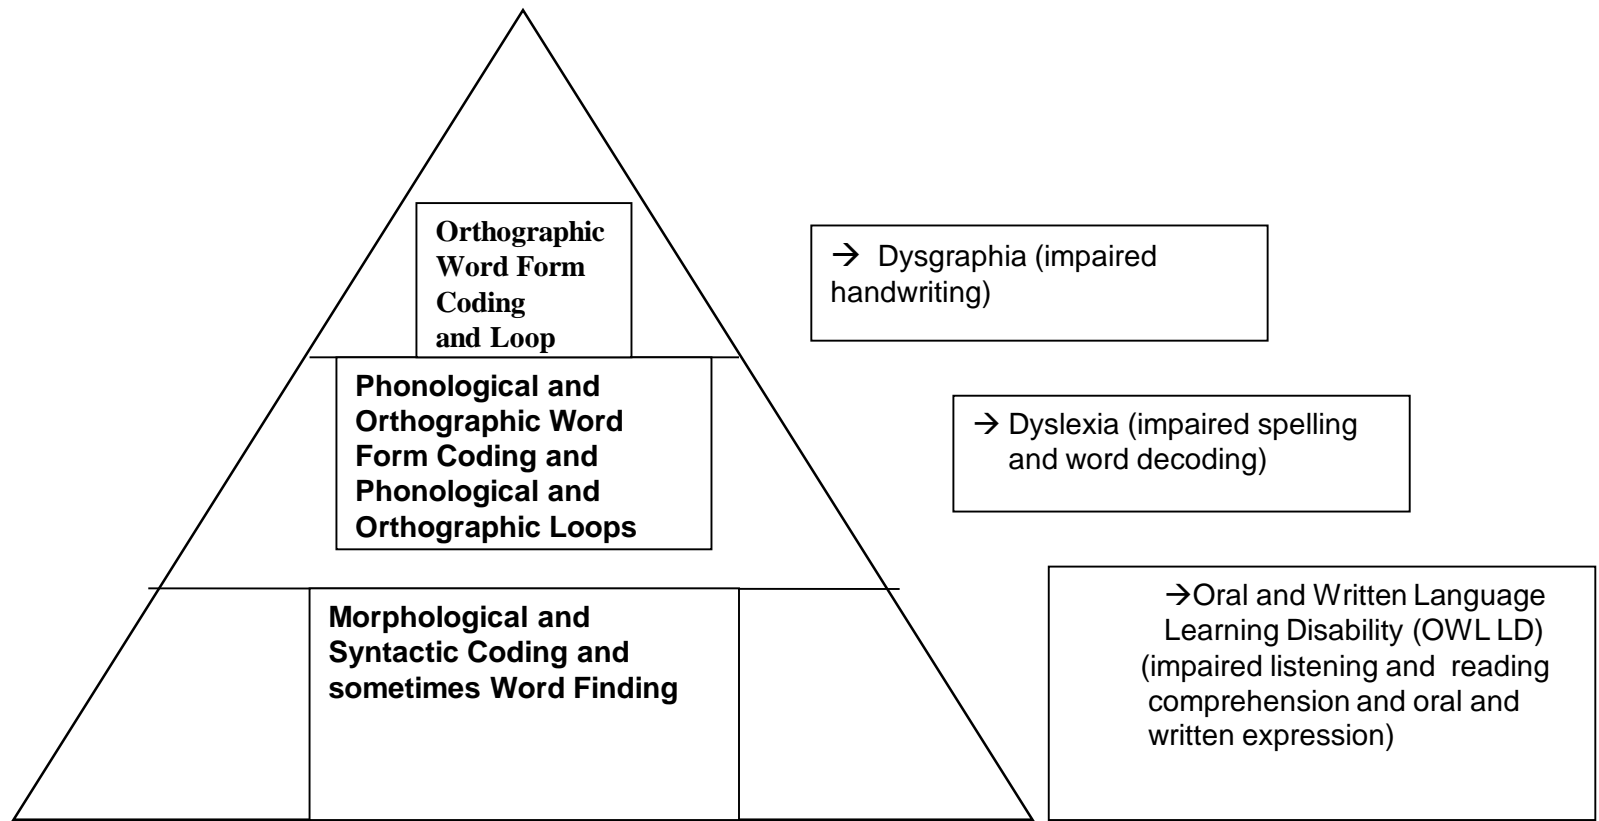 Orthographic
Word Form
Coding
and Loop
→ Dysgraphia (impaired
handwriting)
Phonological and
Orthographic Word
Form Coding and
Phonological and
Orthographic Loops
→ Dyslexia (impaired spelling
and word decoding)
Morphological and
Syntactic Coding and
sometimes Word Finding
→Oral and Written Language
Learning Disability (OWL LD)
(impaired listening and reading
comprehension and oral and
written expression)